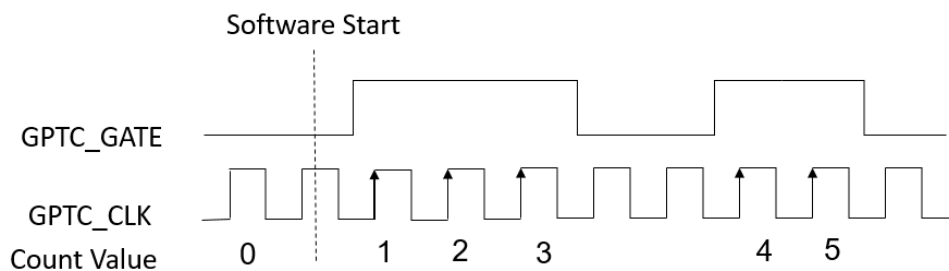 Software Start
GPTC_GATE
GPTC_CLK
Count Value 0 1 2 3 4 5